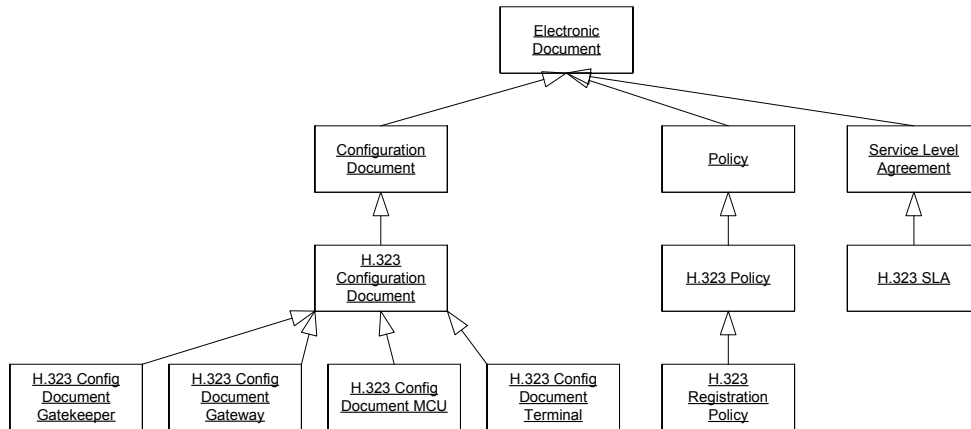 Electronic
Document
Configuration
Document
Policy
Service Level
Agreement
H.323
Configuration
Document
H.323 Policy
H.323 SLA
H.323 Config
Document
Gatekeeper
H.323 Config
Document
Gateway
H.323 Config
Document MCU
H.323 Config
Document
Terminal
H.323
Registration
Policy